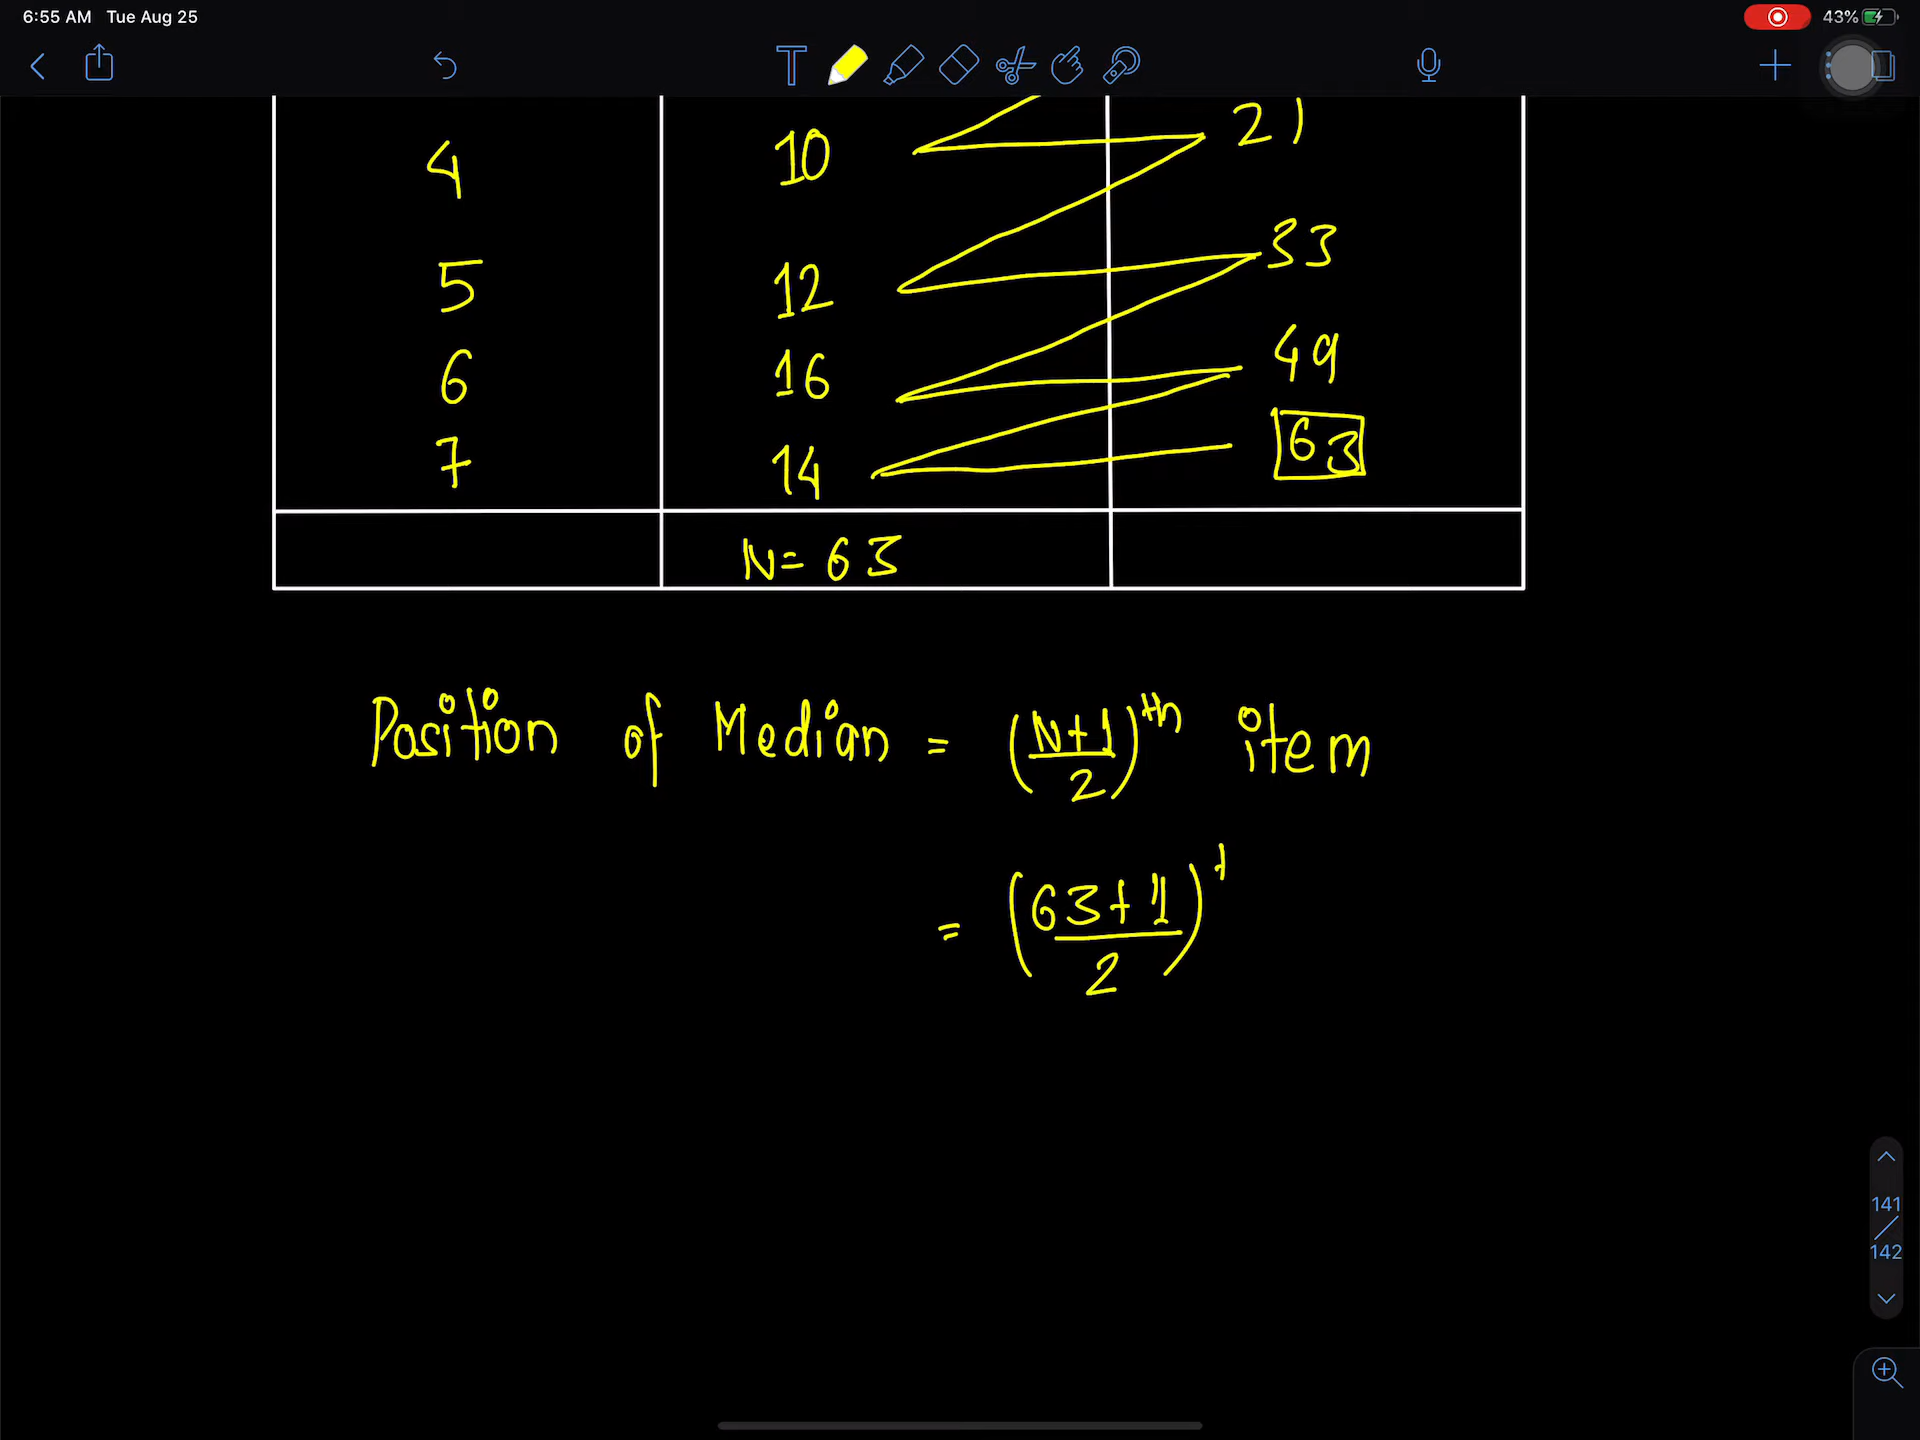 6:55 AM Tue Aug 25
43%
T
4 10 21
5 12 33
6 16 49
7 14 63
N= 63
Position of Median = (N+1/2)th item
= (63+1/2)t
141
142